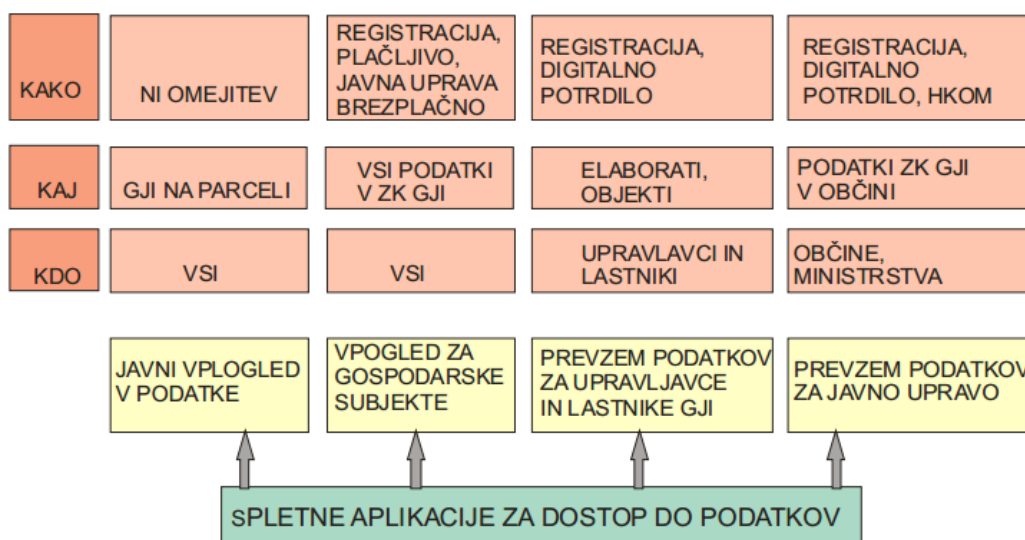 KAKO
NI OMEJITEV
REGISTRACIJA,
PLAČLJIVO,
JAVNA UPRAVA
BREZPLAČNO
REGISTRACIJA,
DIGITALNO
POTRDILO
REGISTRACIJA,
DIGITALNO
POTRDILO, HKOM
KAJ
GJI NA PARCELI
VSI PODATKI
V ZK GJI
ELABORATI,
OBJEKTI
PODATKI ZK GJI
V OBČINI
KDO
VSI
VSI
UPRAVLAVCI IN
LASTNIKI
OBČINE,
MINISTRSTVA
JAVNI VPLOGLED
V PODATKE
VPOGLED ZA
GOSPODARSKE
SUBJEKTE
PREVZEM PODATKOV
ZA UPRAVLJAVCE
IN LASTNIKE GJI
PREVZEM PODATKOV
ZA JAVNO UPRAVO
SPLETNE APLIKACIJE ZA DOSTOP DO PODATKOV